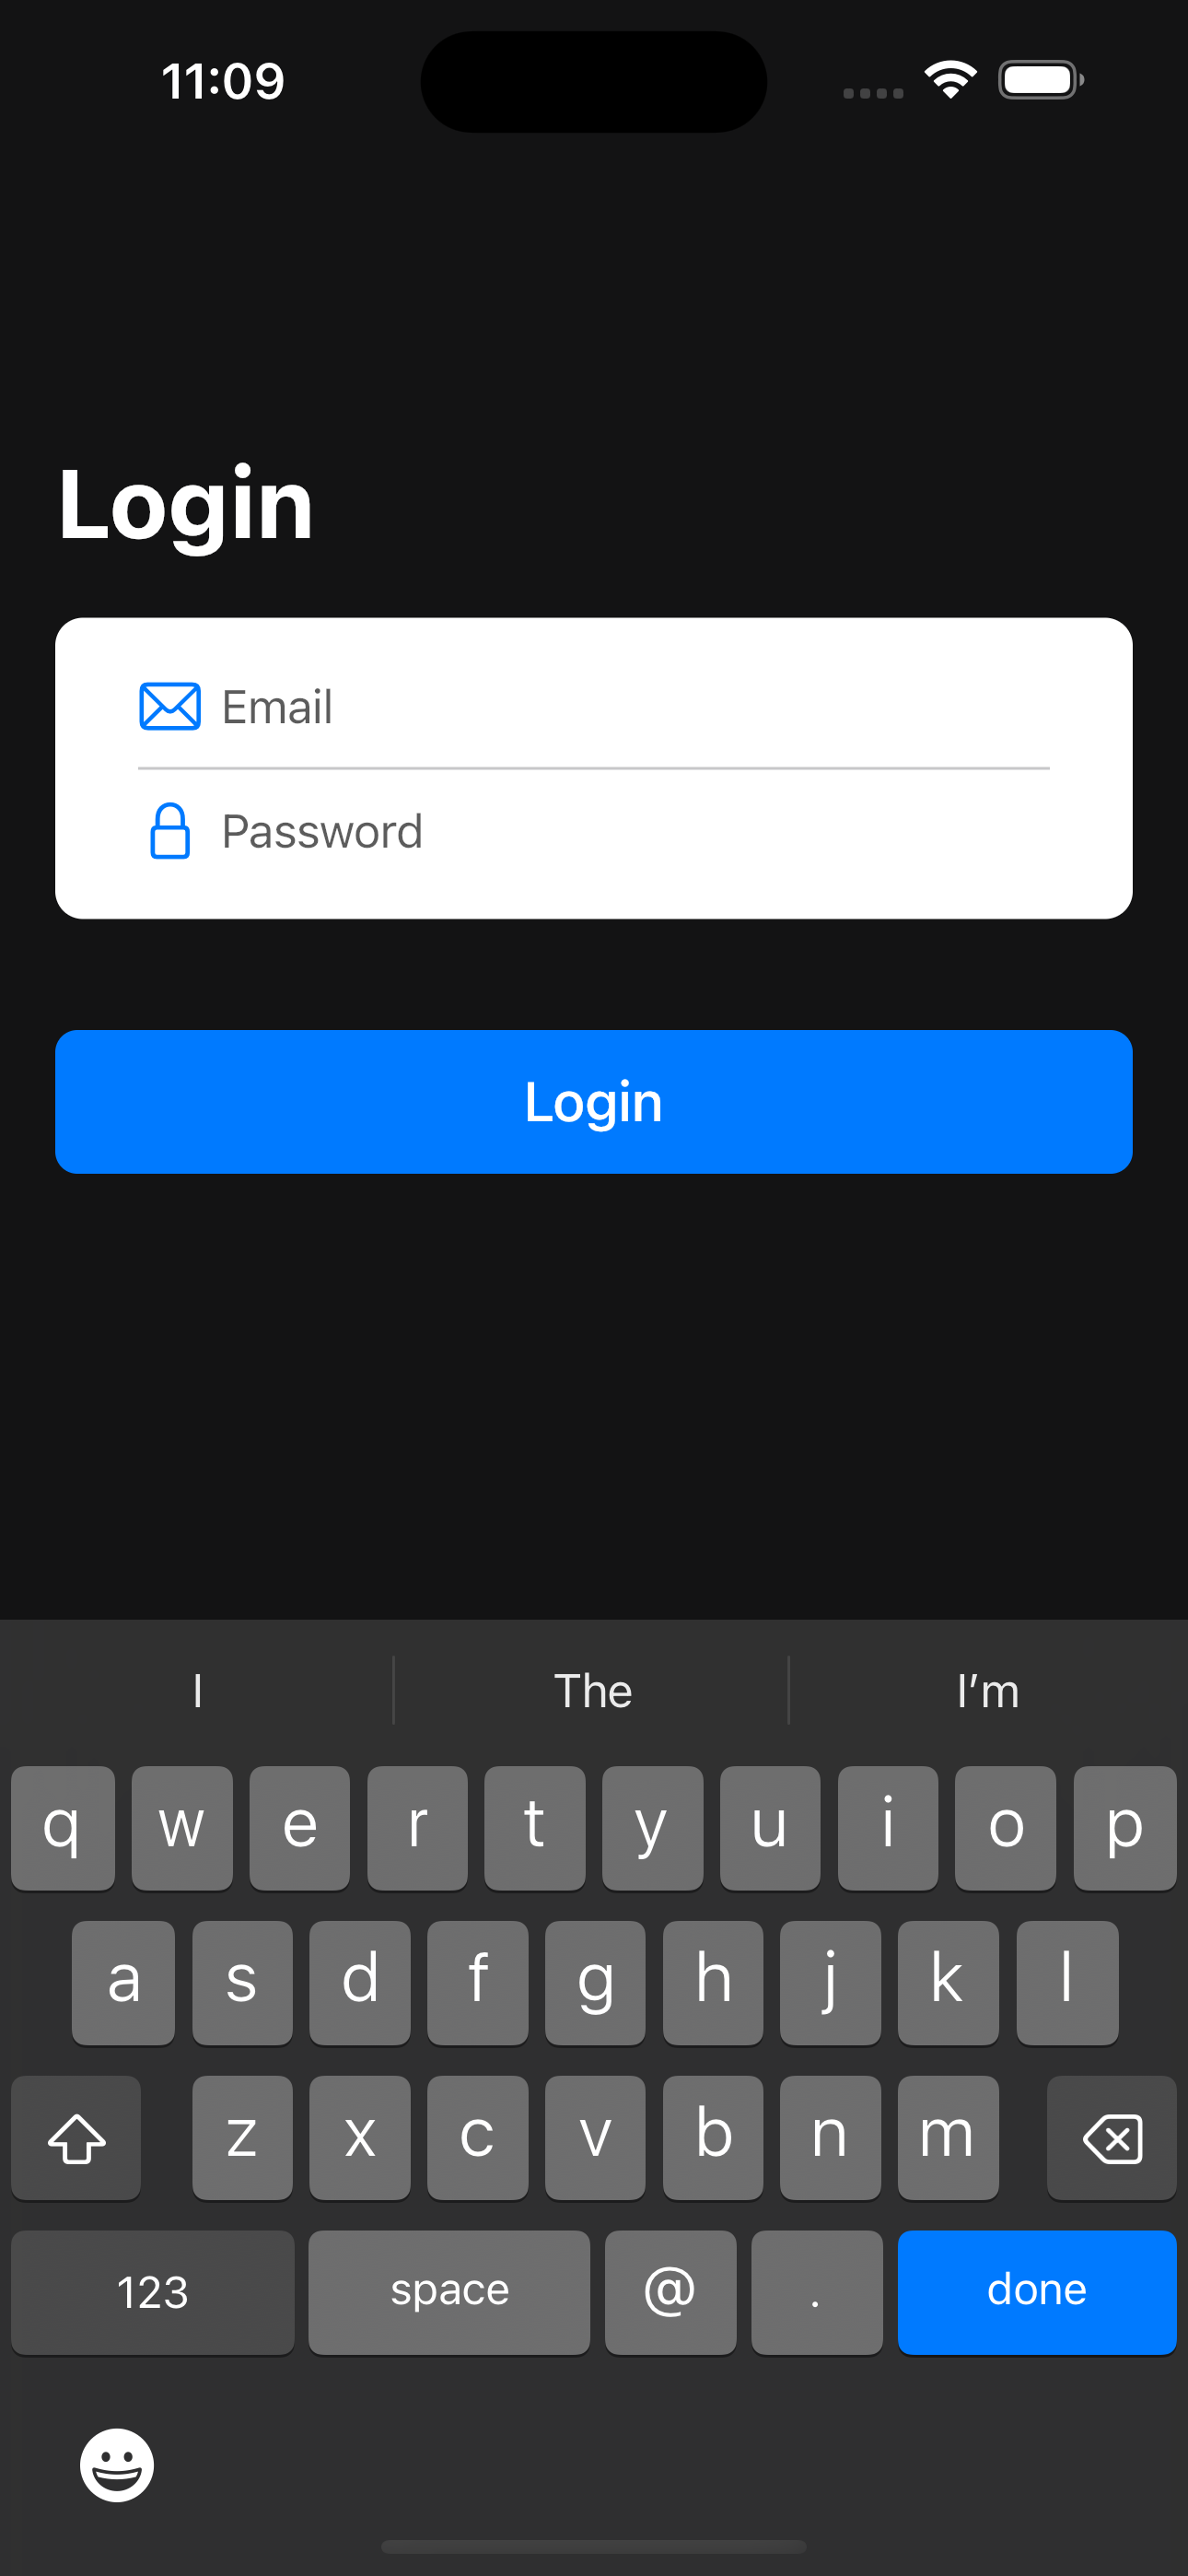 11:09
Login
Email
Password
Login
I The I’m
q w e r t y u i o p
a s d f g h j k l
z x c v b n m
123 space @ . done